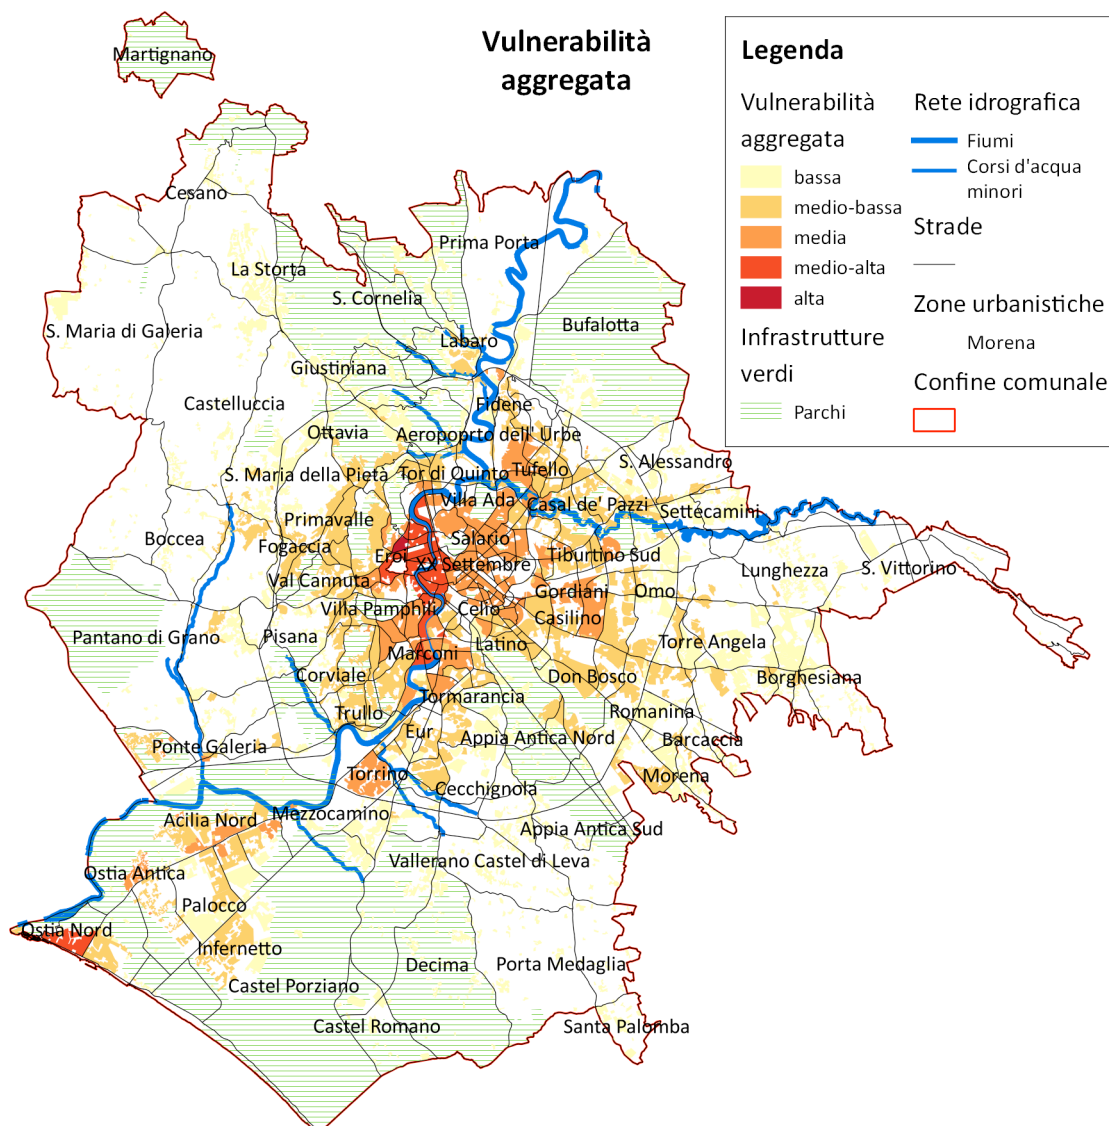 Vulnerabilità
aggregata
Legenda
Vulnerabilità
aggregata
bassa
medio-bassa
media
medio-alta
alta
Infrastrutture
verdi
Parchi
Rete idrografica
Fiumi
Corsi d'acqua
minori
Strade
Zone urbanistiche
Morena
Confine comunale
Martignano
Cesano
Prima Porta
La Storta
S. Cornelia
S. Maria di Galeria
Bufalotta
Labaro
Giustiniana
Castelluccia
Fidene
Ottavia
Aeropoprto dell' Urbe
S. Alessandro
S. Maria della Pietà
Tor di Quinto
Tufello
Villa Ada
Casal de' Pazzi
Settecamini
Primavalle
Boccea
Salario
Fogaccia
Eroi
XX Settembre
Tiburtino Sud
Lunghezza
S. Vittorino
Val Cannuta
Gordiani
Omo
Villa Pamphili
Celio
Casilino
Pantano di Grano
Pisana
Latino
Torre Angela
Marconi
Corviale
Don Bosco
Borghesiana
Tormarancia
Trullo
Romanina
Eur
Appia Antica Nord
Barcaccia
Ponte Galeria
Torrino
Morena
Cecchignola
Mezzocamino
Acilia Nord
Appia Antica Sud
Vallerano Castel di Leva
Ostia Antica
Palocco
Ostia Nord
Infernetto
Decima
Porta Medaglia
Castel Porziano
Castel Romano
Santa Palomba